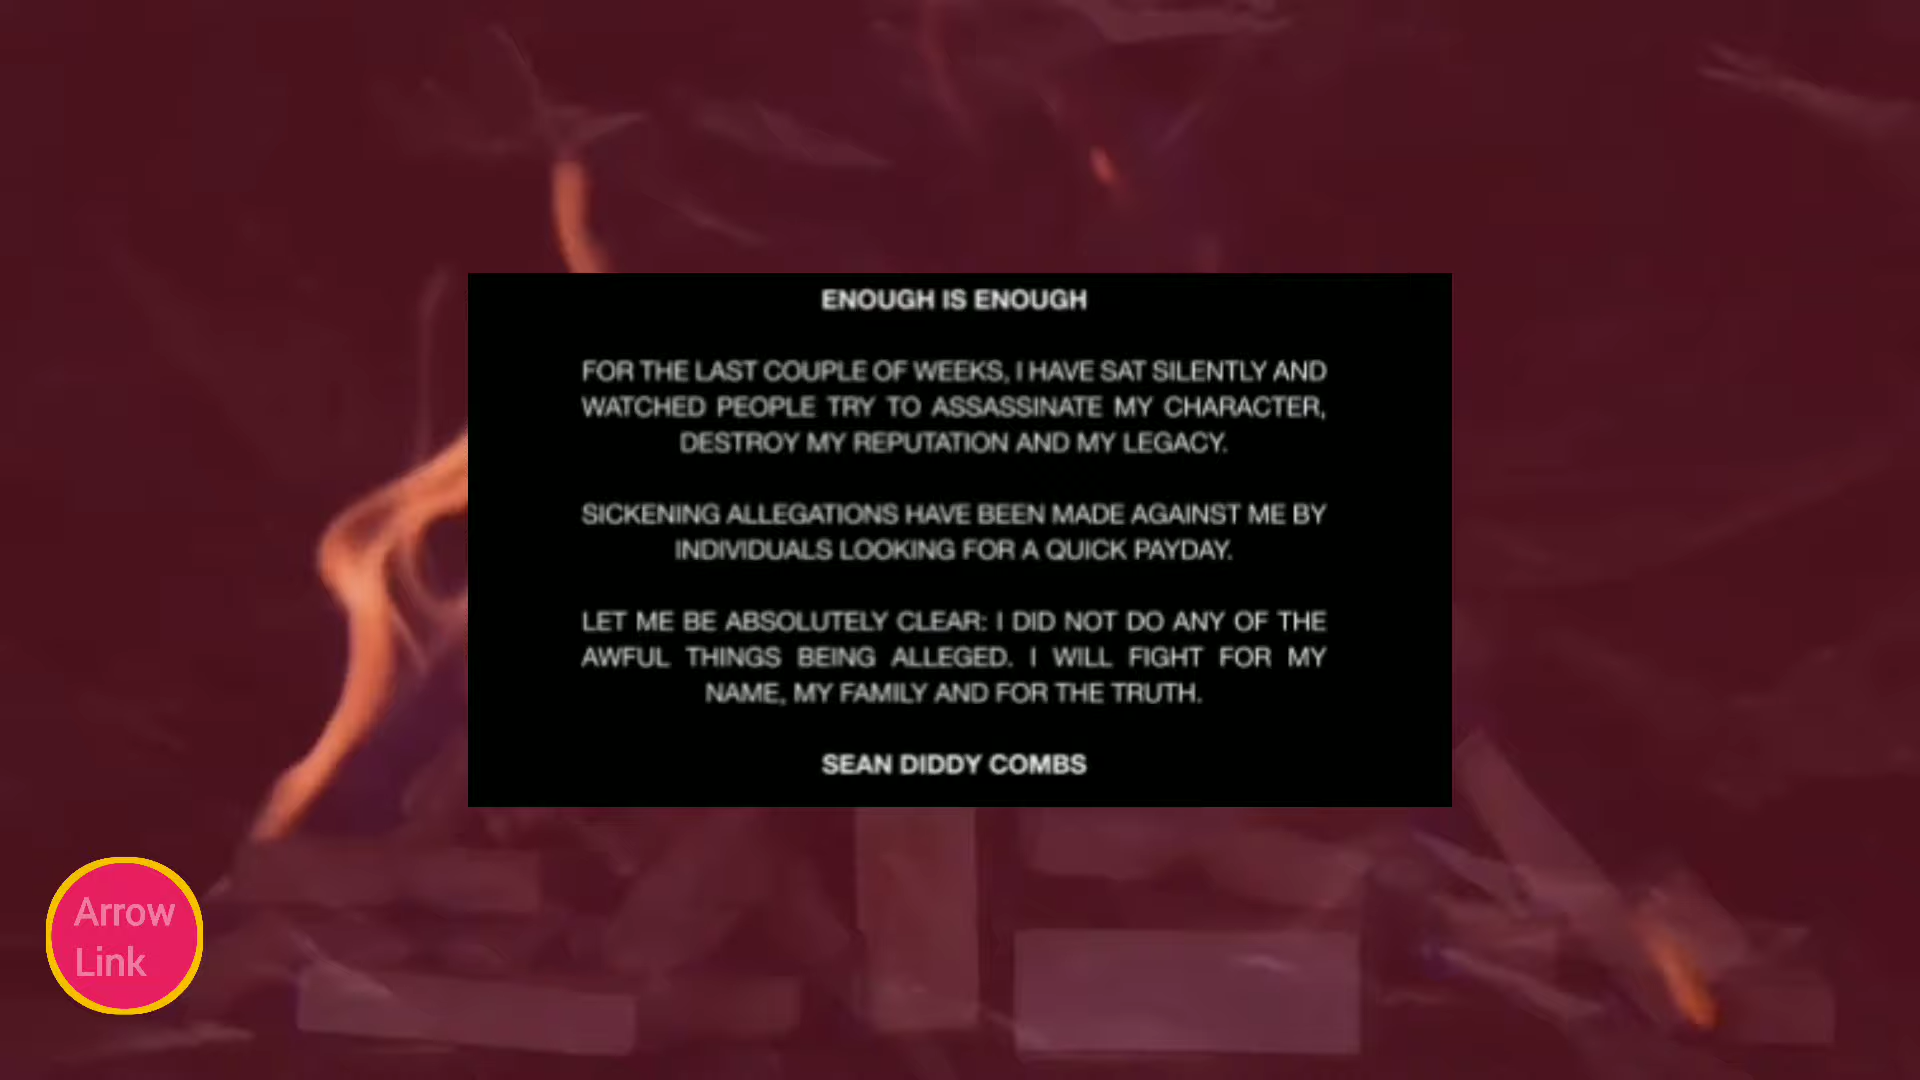 ENOUGH IS ENOUGH
FOR THE LAST COUPLE OF WEEKS, I HAVE SAT SILENTLY AND
WATCHED PEOPLE TRY TO ASSASSINATE MY CHARACTER,
DESTROY MY REPUTATION AND MY LEGACY.
SICKENING ALLEGATIONS HAVE BEEN MADE AGAINST ME BY
INDIVIDUALS LOOKING FOR A QUICK PAYDAY.
LET ME BE ABSOLUTELY CLEAR: I DID NOT DO ANY OF THE
AWFUL THINGS BEING ALLEGED. I WILL FIGHT FOR MY
NAME, MY FAMILY AND FOR THE TRUTH.
SEAN DIDDY COMBS
Arrow
Link